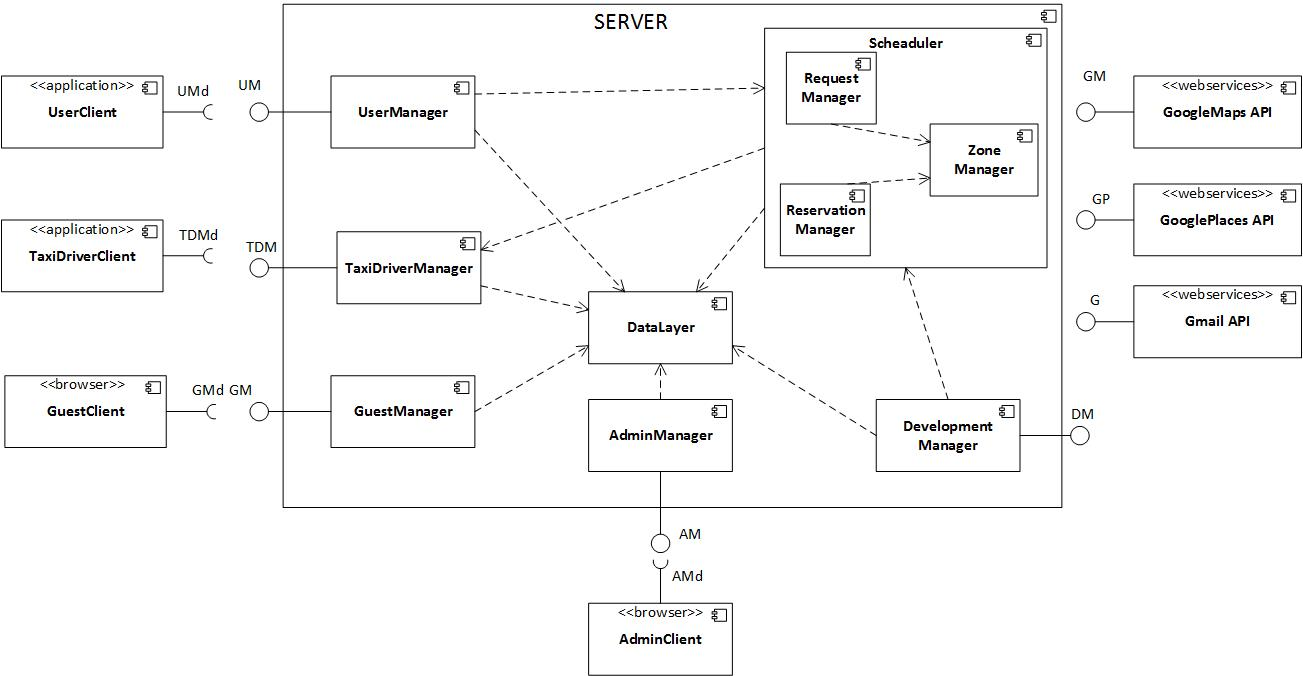 SERVER
Scheaduler
<<application>>
UserClient
UMd
UM
UserManager
Request
Manager
Zone
Manager
Reservation
Manager
GM
<<webservices>>
GoogleMaps API
GP
<<webservices>>
GooglePlaces API
G
<<webservices>>
Gmail API
<<application>>
TaxiDriverClient
TDMd
TDM
TaxiDriverManager
DataLayer
<<browser>>
GuestClient
GMd
GM
GuestManager
AdminManager
Development
Manager
DM
AM
AMd
<<browser>>
AdminClient